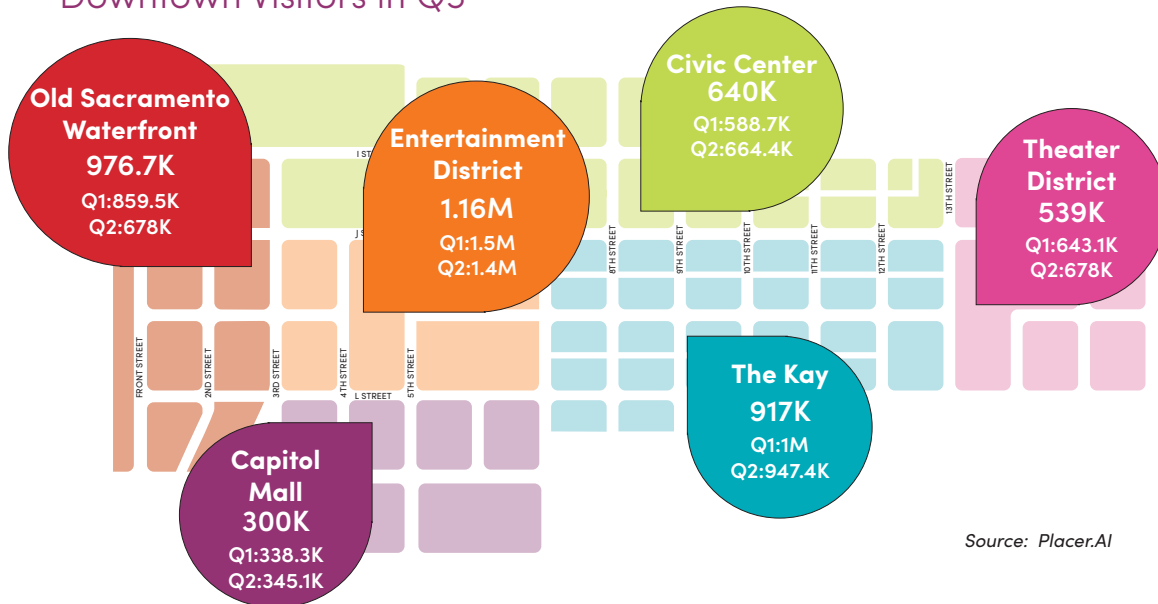 Downtown Visitors in Q3
Old Sacramento
Waterfront
976.7K
Q1:859.5K
Q2:678K
Entertainment
District
1.16M
Q1:1.5M
Q2:1.4M
Civic Center
640K
Q1:588.7K
Q2:664.4K
Theater
District
539K
Q1:643.1K
Q2:678K
The Kay
917K
Q1:1M
Q2:947.4K
Capitol
Mall
300K
Q1:338.3K
Q2:345.1K
I ST
J S
L STREET
FRONT STREET
2ND STREET
3RD STREET
4TH STREET
5TH STREET
8TH STREET
9TH STREET
10TH STREET
11TH STREET
12TH STREET
13TH STREET
Source: Placer.AI